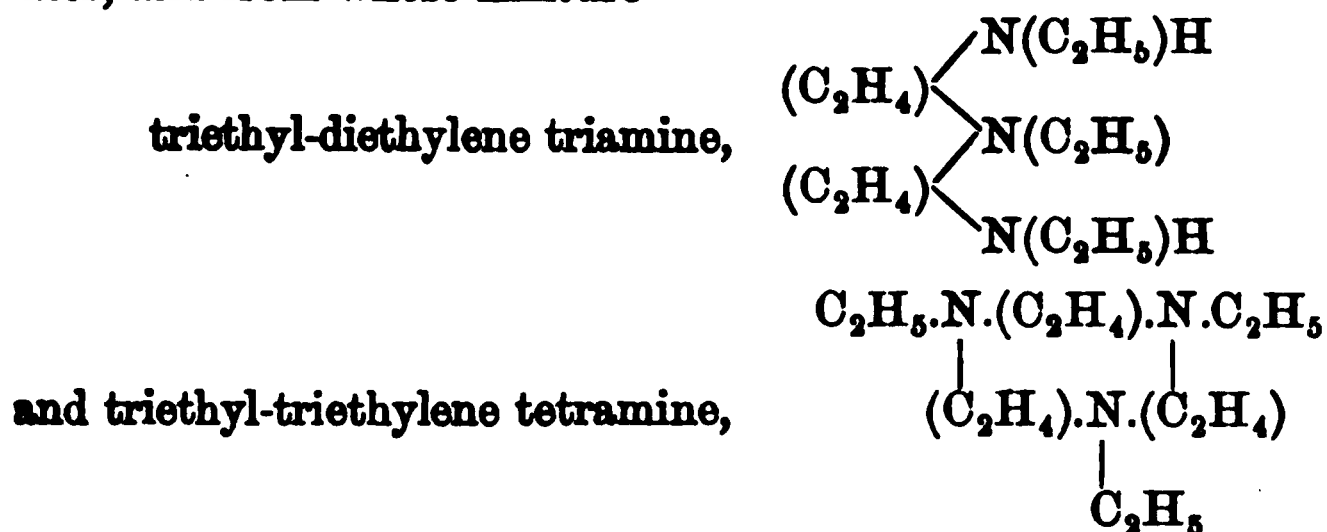 triethyl-diethylene triamine,
N(C₂H₅)H
(C₂H₄)
N(C₂H₅)
(C₂H₄)
N(C₂H₅)H
and triethyl-triethylene tetramine,
C₂H₅.N.(C₂H₄).N.C₂H₅
(C₂H₄).N.(C₂H₄)
C₂H₅